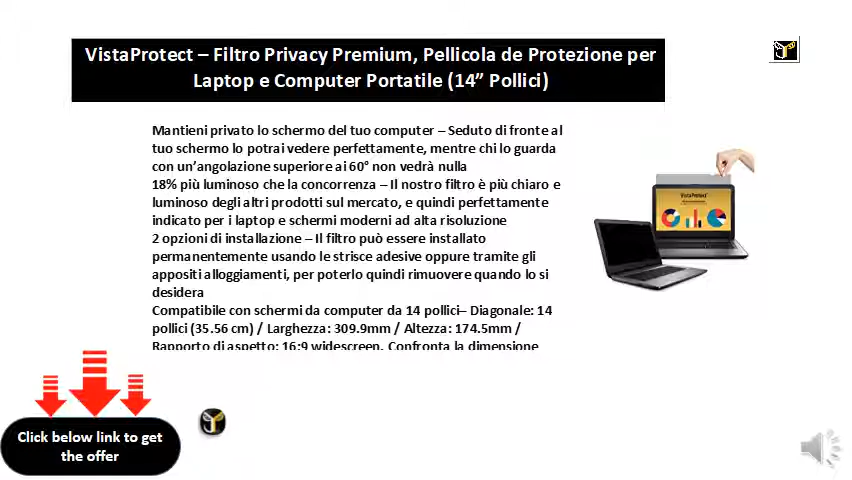 VistaProtect – Filtro Privacy Premium, Pellicola de Protezione per
Laptop e Computer Portatile (14” Pollici)
Mantieni privato lo schermo del tuo computer – Seduto di fronte al
tuo schermo lo potrai vedere perfettamente, mentre chi lo guarda
con un’angolazione superiore ai 60° non vedrà nulla
18% più luminoso che la concorrenza – Il nostro filtro è più chiaro e
luminoso degli altri prodotti sul mercato, e quindi perfettamente
indicato per i laptop e schermi moderni ad alta risoluzione
2 opzioni di installazione – Il filtro può essere installato
permanentemente usando le strisce adesive oppure tramite gli
appositi alloggiamenti, per poterlo quindi rimuovere quando lo si
desidera
Compatibile con schermi da computer da 14 pollici– Diagonale: 14
pollici (35.56 cm) / Larghezza: 309.9mm / Altezza: 174.5mm /
Rapporto di aspetto: 16:9 widescreen. Confronta la dimensione
VistaProtect
Click below link to get
the offer